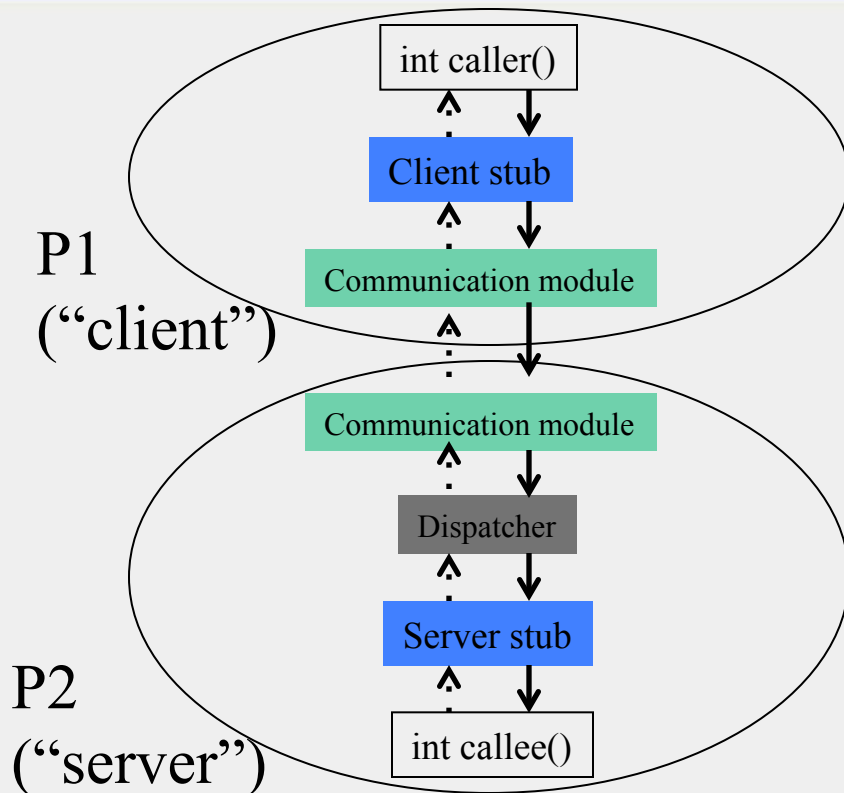 int caller()
Client stub
P1
(“client”)
Communication module
Communication module
Dispatcher
Server stub
P2
(“server”)
int callee()